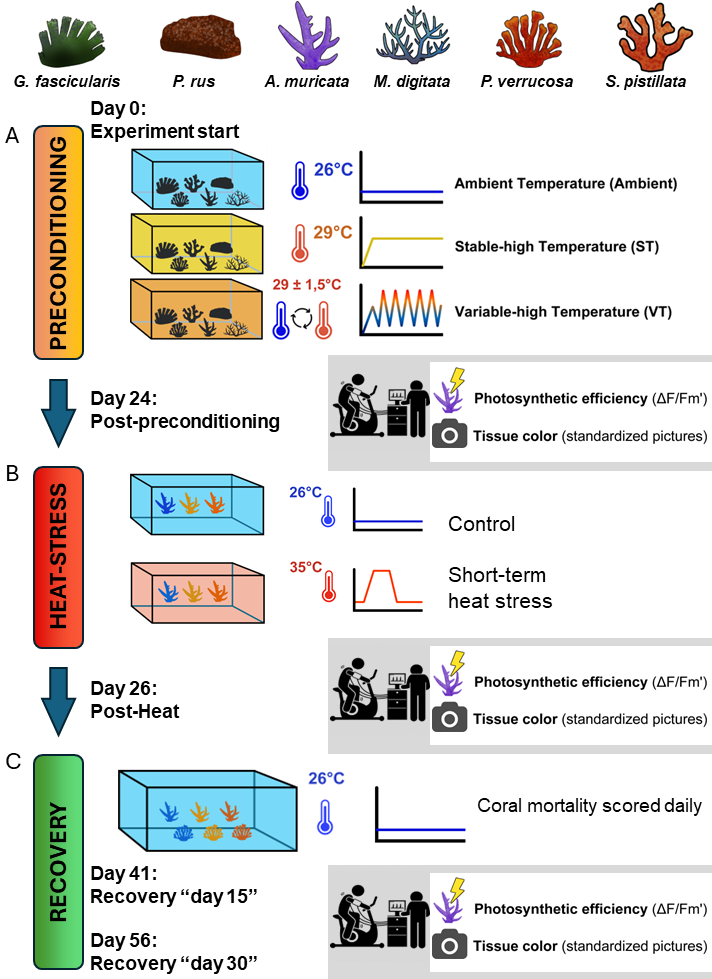 G. fascicularis
P. rus
A. muricata
M. digitata
P. verrucosa
S. pistillata
Day 0:
Experiment start
A
PRECONDITIONING
26°C
Ambient Temperature (Ambient)
29°C
Stable-high Temperature (ST)
29 ± 1,5°C
Variable-high Temperature (VT)
Day 24:
Post-preconditioning
Photosynthetic efficiency (ΔF/Fm')
Tissue color (standardized pictures)
B
HEAT-STRESS
26°C
Control
35°C
Short-term
heat stress
Day 26:
Post-Heat
Photosynthetic efficiency (ΔF/Fm')
Tissue color (standardized pictures)
C
RECOVERY
26°C
Coral mortality scored daily
Day 41:
Recovery “day 15”
Day 56:
Recovery “day 30”
Photosynthetic efficiency (ΔF/Fm')
Tissue color (standardized pictures)